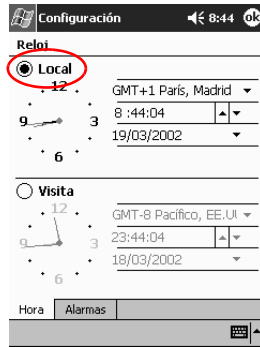 Configuración 8:44 ok
Reloj
Local
12
9 3
6
GMT+1 París, Madrid
8 :44:04
19/03/2002
Visita
12
9 3
6
GMT-8 Pacífico, EE.UI
23:44:04
18/03/2002
Hora Alarmas